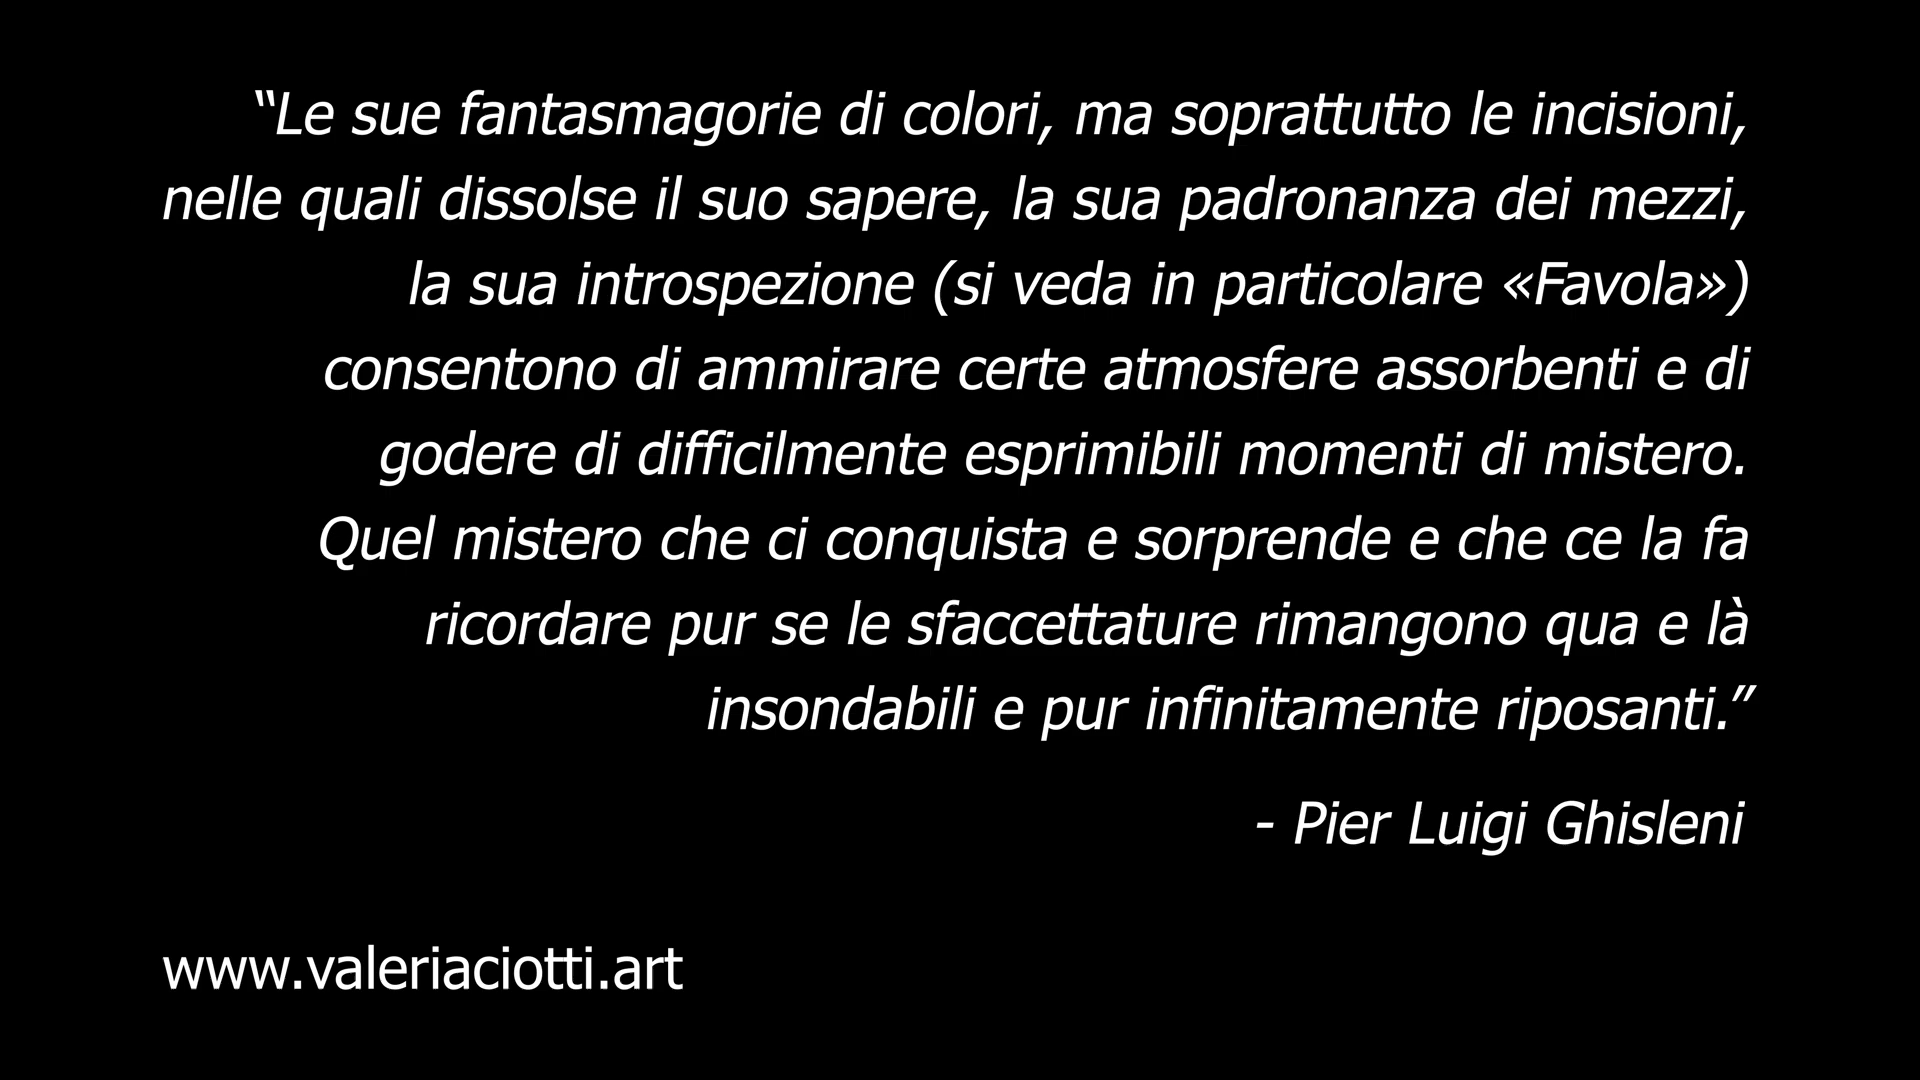 “Le sue fantasmagorie di colori, ma soprattutto le incisioni,
nelle quali dissolse il suo sapere, la sua padronanza dei mezzi,
la sua introspezione (si veda in particolare «Favola»)
consentono di ammirare certe atmosfere assorbenti e di
godere di difficilmente esprimibili momenti di mistero.
Quel mistero che ci conquista e sorprende e che ce la fa
ricordare pur se le sfaccettature rimangono qua e là
insondabili e pur infinitamente riposanti.”
- Pier Luigi Ghisleni
www.valeriaciotti.art